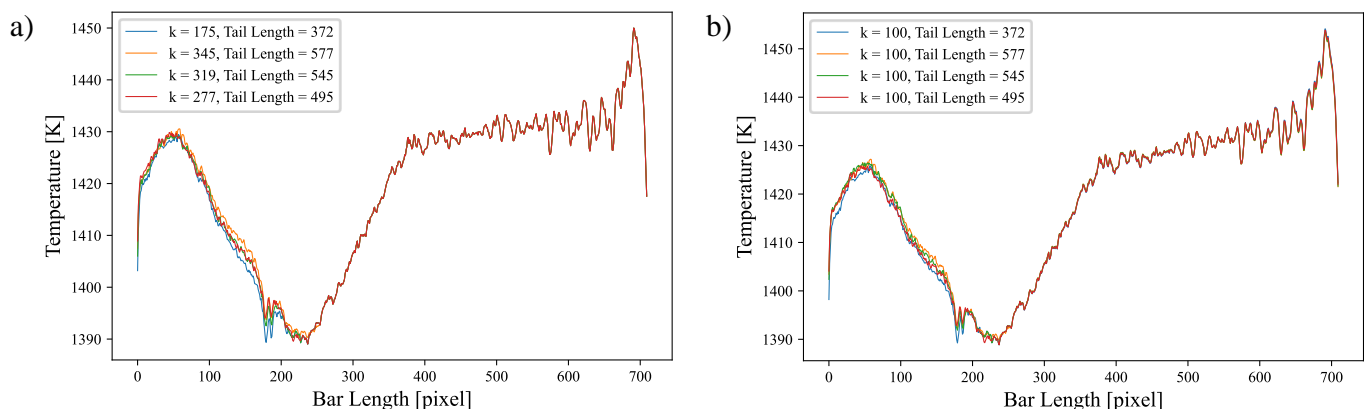 a)
k = 175, Tail Length = 372
k = 345, Tail Length = 577
k = 319, Tail Length = 545
k = 277, Tail Length = 495
1450
1440
1430
1420
1410
1400
1390
Temperature [K]
0 100 200 300 400 500 600 700
Bar Length [pixel]
b)
k = 100, Tail Length = 372
k = 100, Tail Length = 577
k = 100, Tail Length = 545
k = 100, Tail Length = 495
1450
1440
1430
1420
1410
1400
1390
Temperature [K]
0 100 200 300 400 500 600 700
Bar Length [pixel]